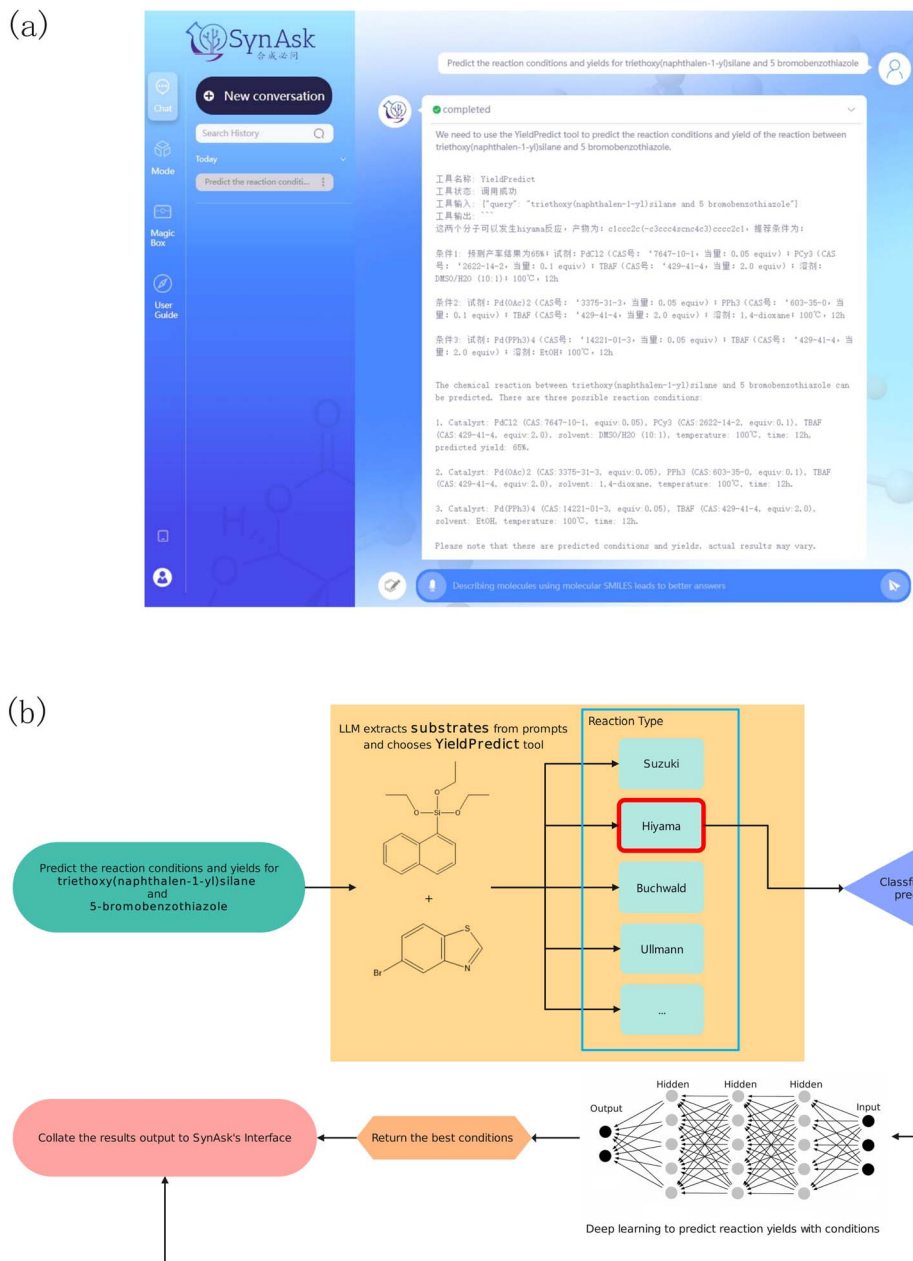 (a)
SynAsk
合成必问
Chat
New conversation
Search History
Today
Predict the reaction conditi...
Mode
Magic
Box
User
Guide
Predict the reaction conditions and yields for triethoxy(naphthalen-1-yl)silane and 5 bromobenzothiazole
completed
We need to use the YieldPredict tool to predict the reaction conditions and yield of the reaction between
triethoxy(naphthalen-1-yl)silane and 5 bromobenzothiazole.
工具名称: YieldPredict
工具状态: 调用成功
工具输入: {"query": "triethoxy(naphthalen-1-yl)silane and 5 bromobenzothiazole"}
工具输出: ```
这两个分子可以发生hiyama反应，产物为: c1ccc2c(-c3ccc4scnc4c3)cccc2c1，推荐条件为:
条件1: 预测产率结果为65%；试剂: PdCl2（CAS号: '7647-10-1，当量: 0.05 equiv）；PCy3（CAS
号: '2622-14-2，当量: 0.1 equiv）；TBAF（CAS号: '429-41-4，当量: 2.0 equiv）；溶剂:
DMSO/H2O (10:1)；100℃，12h
条件2: 试剂: Pd(OAc)2（CAS号: '3375-31-3，当量: 0.05 equiv）；PPh3（CAS号: '603-35-0，当
量: 0.1 equiv）；TBAF（CAS号: '429-41-4，当量: 2.0 equiv）；溶剂: 1,4-dioxane；100℃，12h
条件3: 试剂: Pd(PPh3)4（CAS号: '14221-01-3，当量: 0.05 equiv）；TBAF（CAS号: '429-41-4，当
量: 2.0 equiv）；溶剂: EtOH；100℃，12h
The chemical reaction between triethoxy(naphthalen-1-yl)silane and 5 bromobenzothiazole can
be predicted. There are three possible reaction conditions:
1. Catalyst: PdCl2 (CAS:7647-10-1, equiv:0.05), PCy3 (CAS:2622-14-2, equiv:0.1), TBAF
(CAS:429-41-4, equiv:2.0), solvent: DMSO/H2O (10:1), temperature: 100℃, time: 12h,
predicted yield: 65%.
2. Catalyst: Pd(OAc)2 (CAS:3375-31-3, equiv:0.05), PPh3 (CAS:603-35-0, equiv:0.1), TBAF
(CAS:429-41-4, equiv:2.0), solvent: 1,4-dioxane, temperature: 100℃, time: 12h.
3. Catalyst: Pd(PPh3)4 (CAS:14221-01-3, equiv:0.05), TBAF (CAS:429-41-4, equiv:2.0),
solvent: EtOH, temperature: 100℃, time: 12h.
Please note that these are predicted conditions and yields, actual results may vary.
Describing molecules using molecular SMILES leads to better answers
H
O
O
(b)
LLM extracts substrates from prompts
and chooses YieldPredict tool
Reaction Type
Suzuki
Hiyama
Buchwald
Ullmann
...
O
O
Si
O
+
S
N
Br
Predict the reaction conditions and yields for
triethoxy(naphthalen-1-yl)silane
and
5-bromobenzothiazole
Classfi
pre
Hidden
Hidden
Hidden
Output
Input
Collate the results output to SynAsk's Interface
Return the best conditions
Deep learning to predict reaction yields with conditions